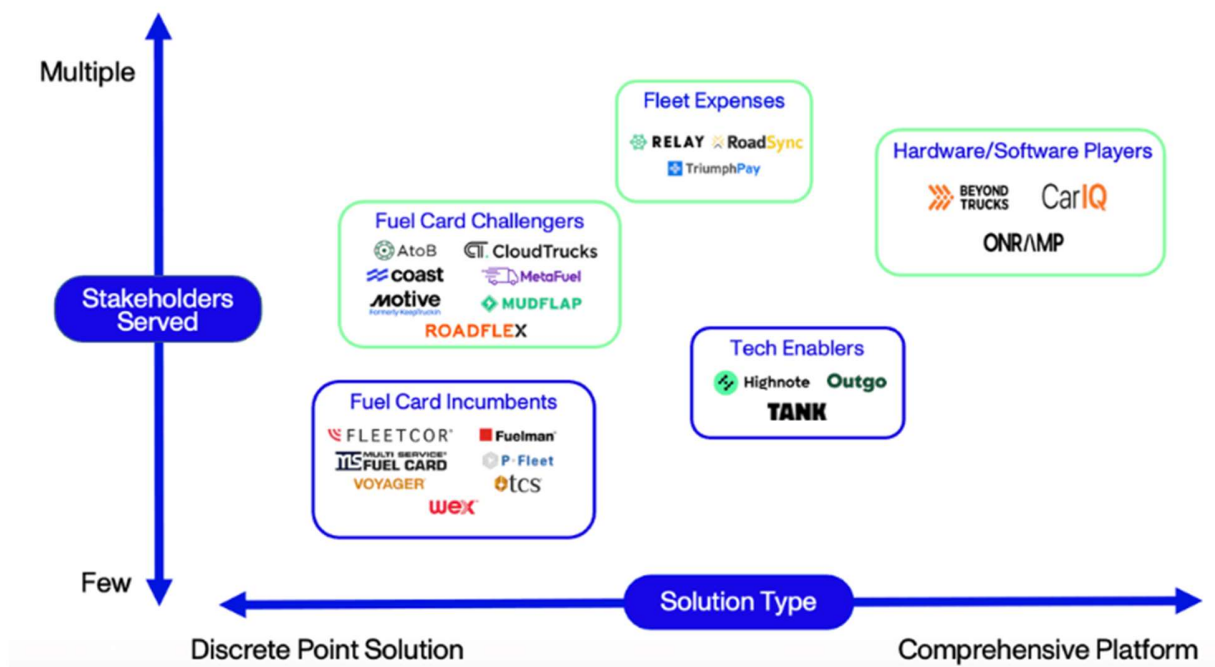 Multiple
Stakeholders
Served
Few
Fleet Expenses
RELAY RoadSync
TriumphPay
Hardware/Software Players
BEYOND
TRUCKS
CarIQ
ONRΛMP
Fuel Card Challengers
AtoB CloudTrucks
coast MetaFuel
motive MUDFLAP
Formerly KeepTruckin
ROADFLEX
Tech Enablers
Highnote Outgo
TANK
Fuel Card Incumbents
FLEETCOR Fuelman
MS MULTI SERVICE
FUEL CARD
P·Fleet
VOYAGER tcs
wex
Solution Type
Discrete Point Solution
Comprehensive Platform